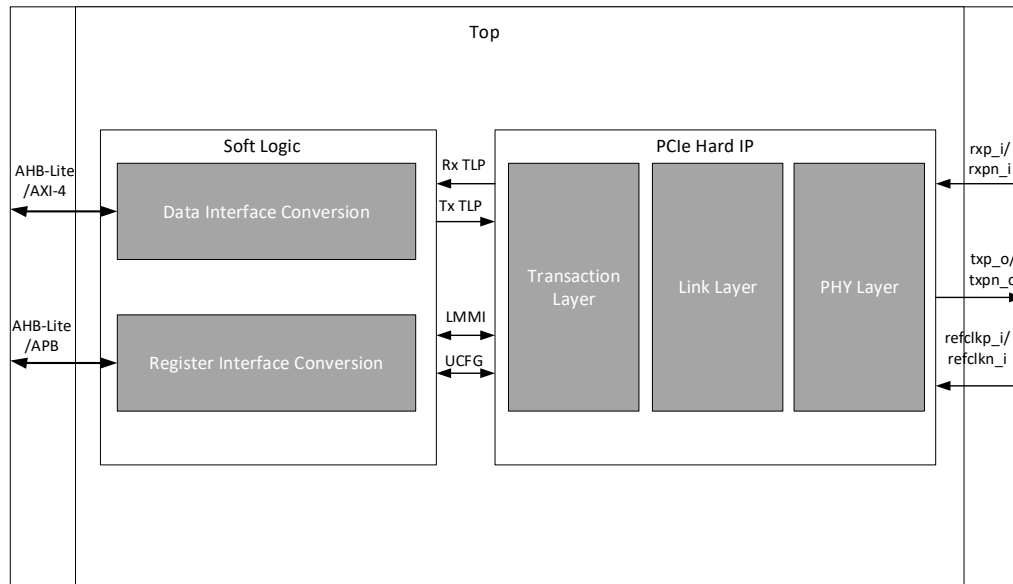 Top
Soft Logic
PCIe Hard IP
AHB-Lite
/AXI-4
Data Interface Conversion
Rx TLP
Tx TLP
AHB-Lite
/APB
Register Interface Conversion
LMMI
UCFG
Transaction
Layer
Link Layer
PHY Layer
rxp_i/
rxpn_i
txp_o/
txpn_o
refclkp_i/
refclkn_i